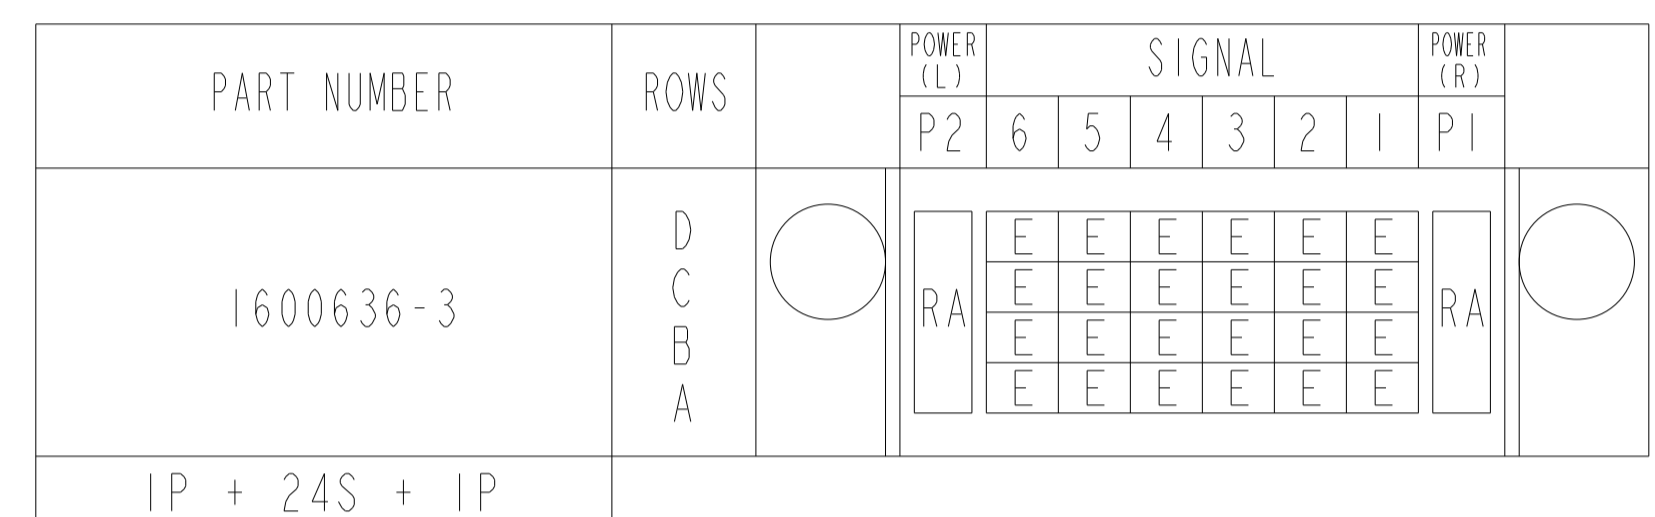 PART NUMBER ROWS POWER (L) SIGNAL POWER (R)
P2 6 5 4 3 2 1 P1
D E E E E E E
C E E E E E E
1600636-3 RA RA
B E E E E E E
A E E E E E E
1P + 24S + 1P